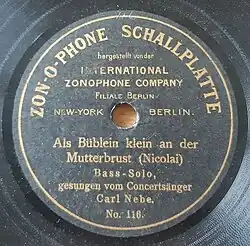 ZON-O-PHONE SCHALLPLATTE
hergestellt von der
INTERNATIONAL
ZONOPHONE COMPANY
FILIALE BERLIN
NEW-YORK BERLIN.
Als Büblein klein an der
Mutterbrust (Nicolai)
Bass-Solo,
gesungen vom Concertsänger
Carl Nebe.
No. 116.